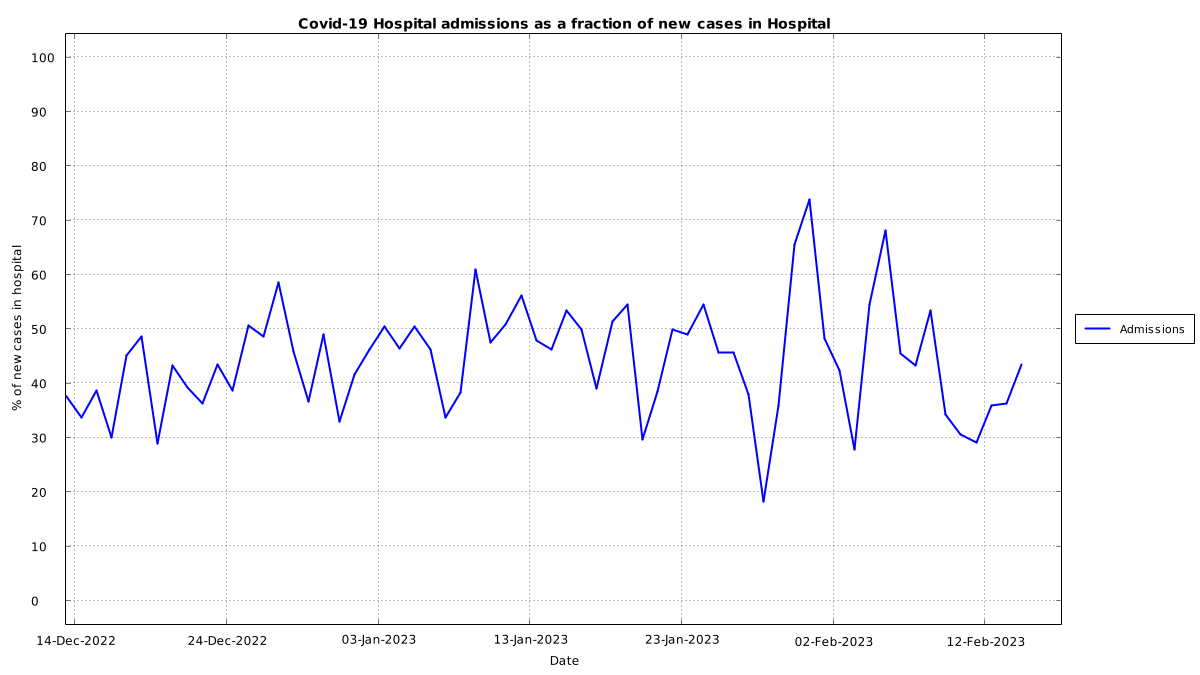 Covid-19 Hospital admissions as a fraction of new cases in Hospital
100
90
80
70
60
50
40
30
20
10
0
% of new cases in hospital
14-Dec-2022 24-Dec-2022 03-Jan-2023 13-Jan-2023 23-Jan-2023 02-Feb-2023 12-Feb-2023
Date
Admissions